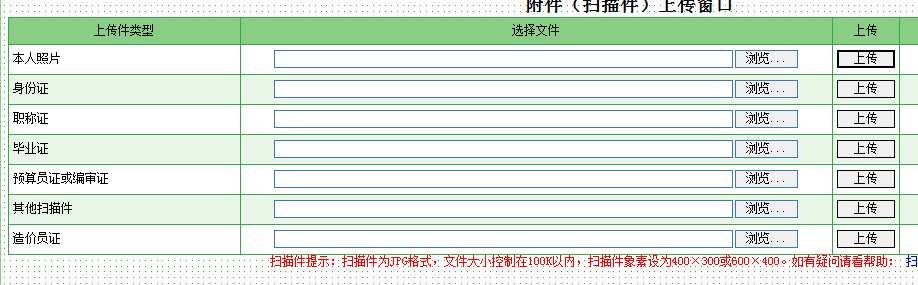 附件（扫描件）上传窗口
上传件类型 选择文件 上传
本人照片 浏览... 上传
身份证 浏览... 上传
职称证 浏览... 上传
毕业证 浏览... 上传
预算员证或编审证 浏览... 上传
其他扫描件 浏览... 上传
造价员证 浏览... 上传
扫描件提示：扫描件为JPG格式，文件大小控制在100K以内，扫描件象素设为400×300或600×400。如有疑问请看帮助： 扫